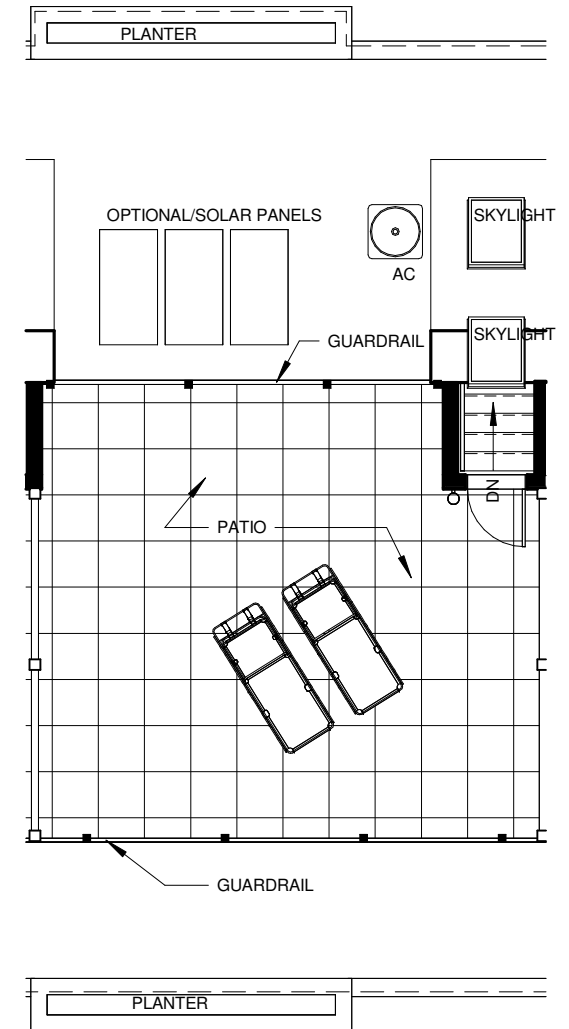 PLANTER
OPTIONAL/SOLAR PANELS
SKYLIGHT
AC
SKYLIGHT
GUARDRAIL
DN
PATIO
GUARDRAIL
PLANTER